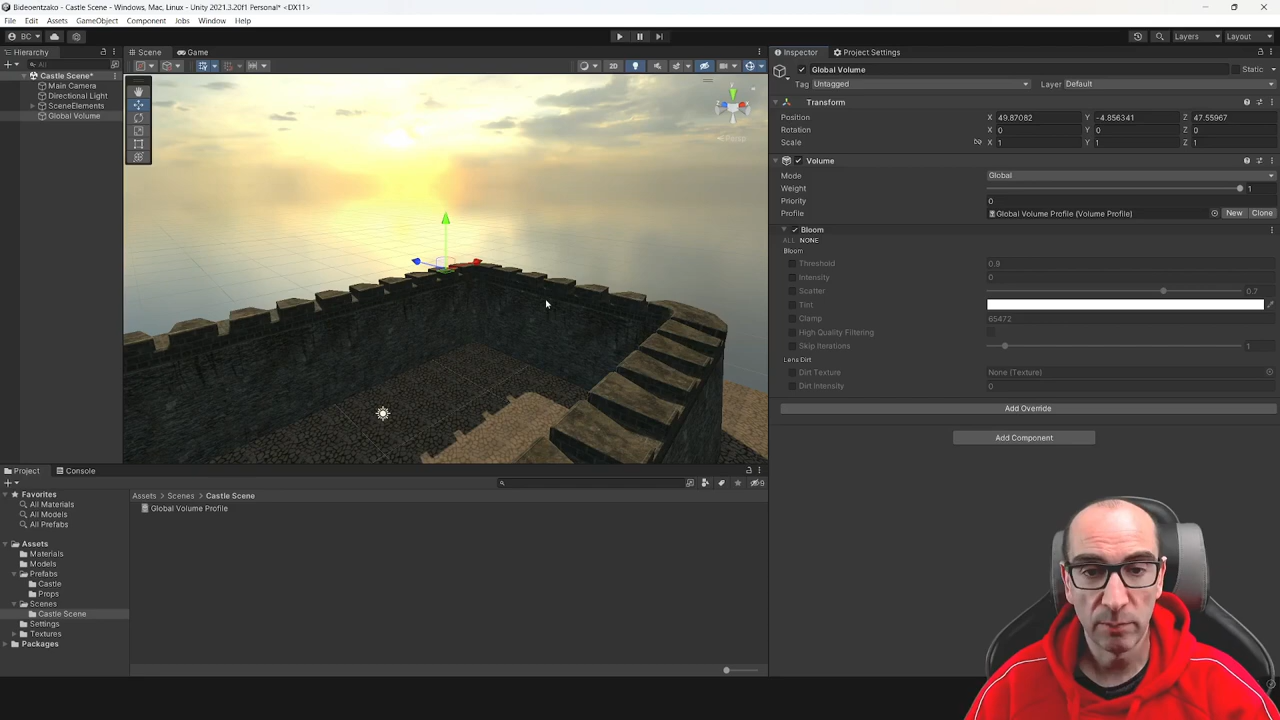 Bideoentzako - Castle Scene - Windows, Mac, Linux - Unity 2021.3.20f1 Personal* <DX11>
File Edit Assets GameObject Component Jobs Window Help
BC Layers Layout
Hierarchy
All
Castle Scene*
Main Camera
Directional Light
SceneElements
Global Volume
Scene Game
2D
y
Persp
Inspector Project Settings
Global Volume Static
Tag Untagged Layer Default
Transform
Position X 49.87082 Y -4.856341 Z 47.55967
Rotation X 0 Y 0 Z 0
Scale X 1 Y 1 Z 1
Volume
Mode Global
Weight 1
Priority 0
Profile Global Volume Profile (Volume Profile) New Clone
Bloom
ALL NONE
Bloom
Threshold 0.9
Intensity 0
Scatter 0.7
Tint
Clamp 65472
High Quality Filtering
Skip Iterations 1
Lens Dirt
Dirt Texture None (Texture)
Dirt Intensity 0
Add Override
Add Component
Project Console
9
Favorites
All Materials
All Models
All Prefabs
Assets
Materials
Models
Prefabs
Castle
Props
Scenes
Castle Scene
Settings
Textures
Packages
Assets > Scenes > Castle Scene
Global Volume Profile